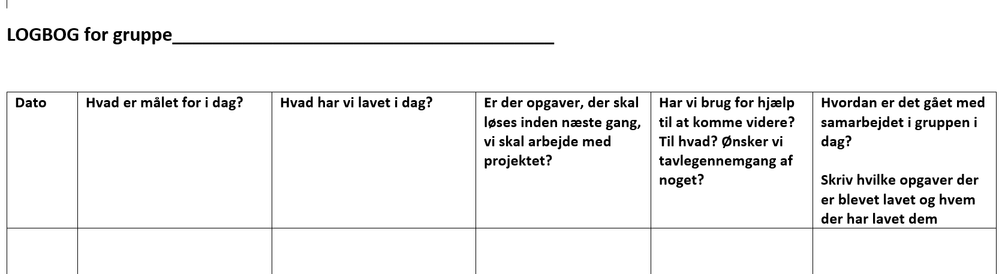 LOGBOG for gruppe______________________________________
Dato
Hvad er målet for i dag?
Hvad har vi lavet i dag?
Er der opgaver, der skal
løses inden næste gang,
vi skal arbejde med
projektet?
Har vi brug for hjælp
til at komme videre?
Til hvad? Ønsker vi
tavlegennemgang af
noget?
Hvordan er det gået med
samarbejdet i gruppen i
dag?
Skriv hvilke opgaver der
er blevet lavet og hvem
der har lavet dem